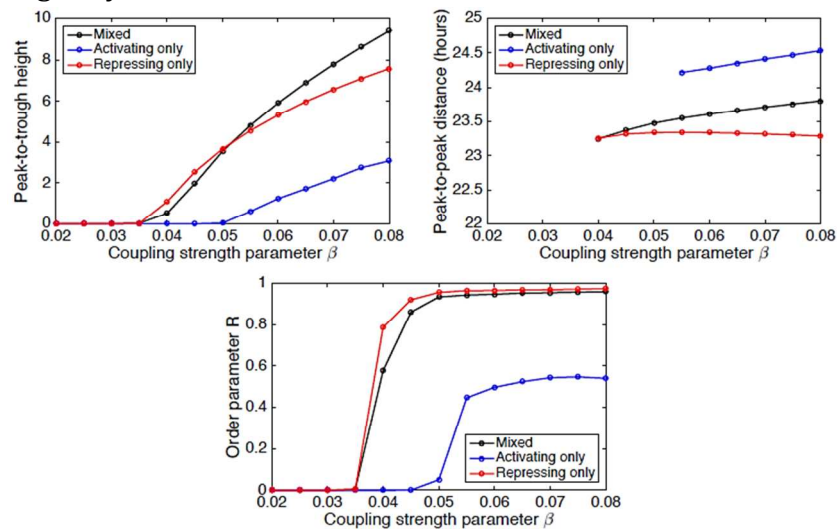 Peak-to-trough height
10
8
6
4
2
0
Mixed
Activating only
Repressing only
0.02 0.03 0.04 0.05 0.06 0.07 0.08
Coupling strength parameter β
Peak-to-peak distance (hours)
25
24.5
24
23.5
23
22.5
22
Mixed
Activating only
Repressing only
0.02 0.03 0.04 0.05 0.06 0.07 0.08
Coupling strength parameter β
Order parameter R
1
0.8
0.6
0.4
0.2
0
Mixed
Activating only
Repressing only
0.02 0.03 0.04 0.05 0.06 0.07 0.08
Coupling strength parameter β